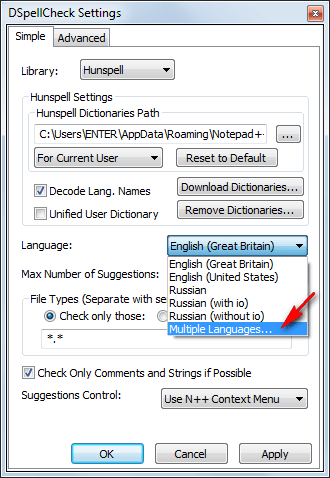 DSpellCheck Settings
Simple Advanced
Library: Hunspell
Hunspell Settings
Hunspell Dictionaries Path
C:\Users\ENTER\AppData\Roaming\Notepad+- ...
For Current User Reset to Default
Decode Lang. Names Download Dictionaries...
Unified User Dictionary Remove Dictionaries...
Language: English (Great Britain)
English (Great Britain)
English (United States)
Max Number of Suggestions: Russian
Russian (with io)
File Types (Separate with se
Check only those: Russian (without io)
Multiple Languages...
*.*
Check Only Comments and Strings if Possible
Suggestions Control: Use N++ Context Menu
OK Cancel Apply